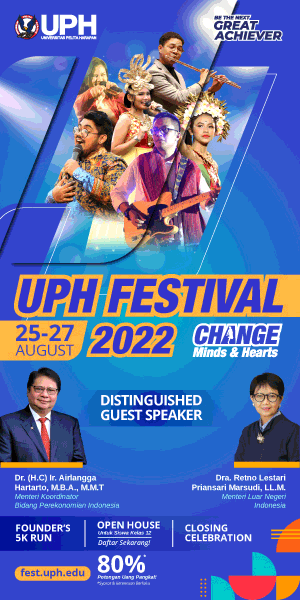 UPH
UNIVERSITAS PELITA HARAPAN
BE THE NEXT
GREAT
ACHIEVER
UPH FESTIVAL
25-27
AUGUST
2022
CHANGE
Minds & Hearts
DISTINGUISHED
GUEST SPEAKER
Dr. (H.C) Ir. Airlangga
Hartarto, M.B.A., M.M.T
Menteri Koordinator
Bidang Perekonomian Indonesia
Dra. Retno Lestari
Priansari Marsudi, LL.M.
Menteri Luar Negeri
Indonesia
FOUNDER'S
5K RUN
OPEN HOUSE
Untuk Siswa Kelas 12
Daftar Sekarang!
CLOSING
CELEBRATION
fest.uph.edu
80%*
Potongan Uang Pangkal!
*Syarat & ketentuan Berlaku